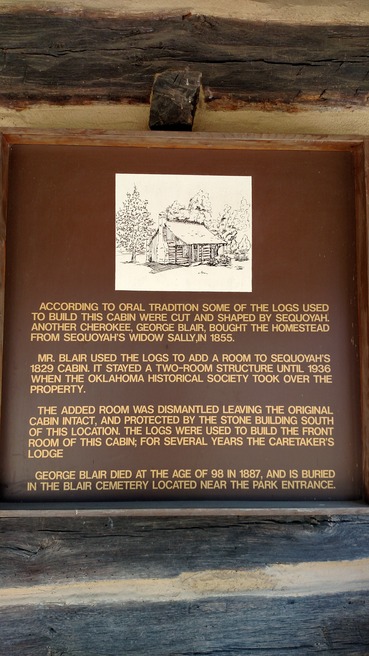 ACCORDING TO ORAL TRADITION SOME OF THE LOGS USED
TO BUILD THIS CABIN WERE CUT AND SHAPED BY SEQUOYAH.
ANOTHER CHEROKEE, GEORGE BLAIR, BOUGHT THE HOMESTEAD
FROM SEQUOYAH'S WIDOW SALLY,IN 1855.
MR. BLAIR USED THE LOGS TO ADD A ROOM TO SEQUOYAH'S
1829 CABIN. IT STAYED A TWO-ROOM STRUCTURE UNTIL 1936
WHEN THE OKLAHOMA HISTORICAL SOCIETY TOOK OVER THE
PROPERTY.
THE ADDED ROOM WAS DISMANTLED LEAVING THE ORIGINAL
CABIN INTACT, AND PROTECTED BY THE STONE BUILDING SOUTH
OF THIS LOCATION. THE LOGS WERE USED TO BUILD THE FRONT
ROOM OF THIS CABIN; FOR SEVERAL YEARS THE CARETAKER'S
LODGE
GEORGE BLAIR DIED AT THE AGE OF 98 IN 1887, AND IS BURIED
IN THE BLAIR CEMETERY LOCATED NEAR THE PARK ENTRANCE.